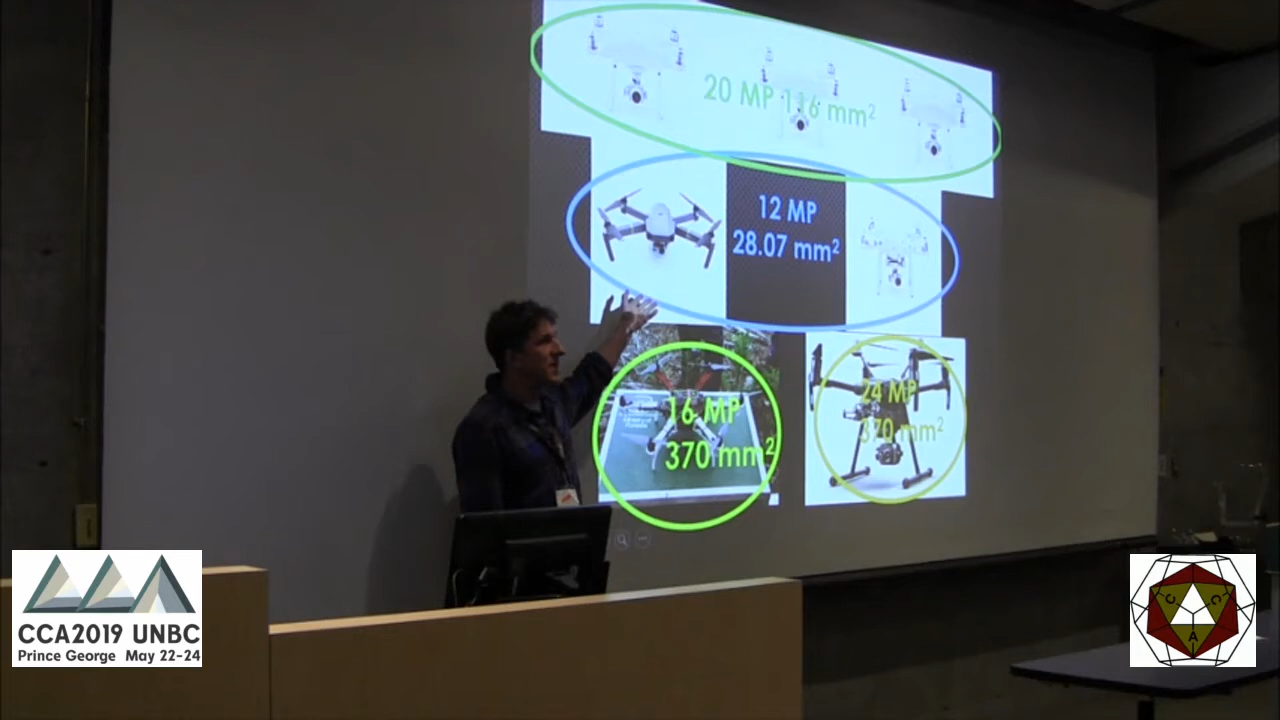 20 MP 116 mm²
12 MP
28.07 mm²
16 MP
370 mm²
24 MP
370 mm²
CCA2019 UNBC
Prince George May 22-24
C C
A